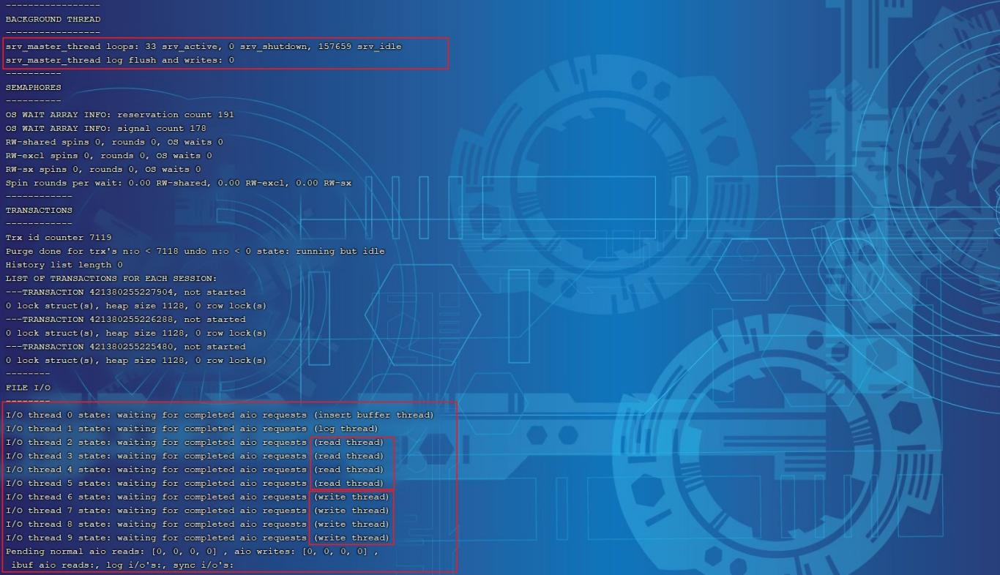 -----------------
BACKGROUND THREAD
-----------------
srv_master_thread loops: 33 srv_active, 0 srv_shutdown, 157659 srv_idle
srv_master_thread log flush and writes: 0
----------
SEMAPHORES
----------
OS WAIT ARRAY INFO: reservation count 191
OS WAIT ARRAY INFO: signal count 178
RW-shared spins 0, rounds 0, OS waits 0
RW-excl spins 0, rounds 0, OS waits 0
RW-sx spins 0, rounds 0, OS waits 0
Spin rounds per wait: 0.00 RW-shared, 0.00 RW-excl, 0.00 RW-sx
------------
TRANSACTIONS
------------
Trx id counter 7119
Purge done for trx's n:o < 7118 undo n:o < 0 state: running but idle
History list length 0
LIST OF TRANSACTIONS FOR EACH SESSION:
---TRANSACTION 421380255227904, not started
0 lock struct(s), heap size 1128, 0 row lock(s)
---TRANSACTION 421380255226288, not started
0 lock struct(s), heap size 1128, 0 row lock(s)
---TRANSACTION 421380255225480, not started
0 lock struct(s), heap size 1128, 0 row lock(s)
--------
FILE I/O
--------
I/O thread 0 state: waiting for completed aio requests (insert buffer thread)
I/O thread 1 state: waiting for completed aio requests (log thread)
I/O thread 2 state: waiting for completed aio requests (read thread)
I/O thread 3 state: waiting for completed aio requests (read thread)
I/O thread 4 state: waiting for completed aio requests (read thread)
I/O thread 5 state: waiting for completed aio requests (read thread)
I/O thread 6 state: waiting for completed aio requests (write thread)
I/O thread 7 state: waiting for completed aio requests (write thread)
I/O thread 8 state: waiting for completed aio requests (write thread)
I/O thread 9 state: waiting for completed aio requests (write thread)
Pending normal aio reads: [0, 0, 0, 0] , aio writes: [0, 0, 0, 0] ,
 ibuf aio reads:, log i/o's:, sync i/o's: